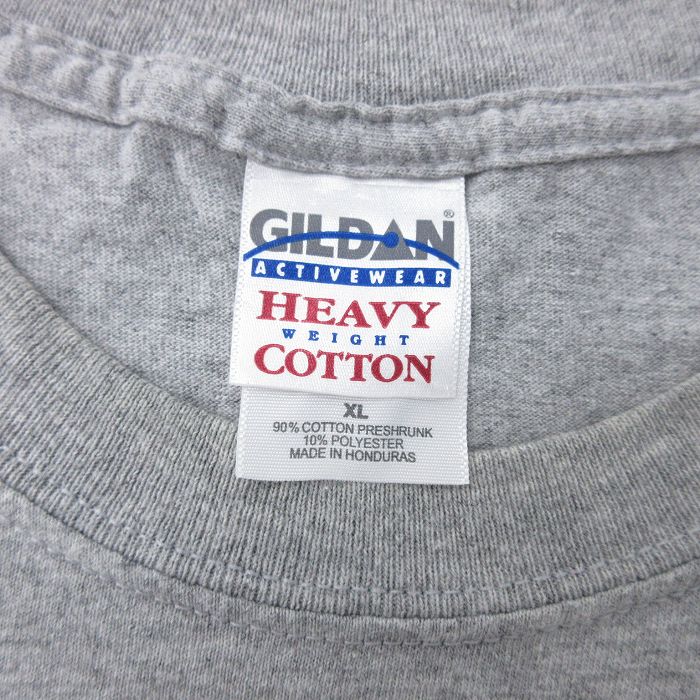 GILDAN®
ACTIVEWEAR
HEAVY
WEIGHT
COTTON
XL
90% COTTON PRESHRUNK
10% POLYESTER
MADE IN HONDURAS